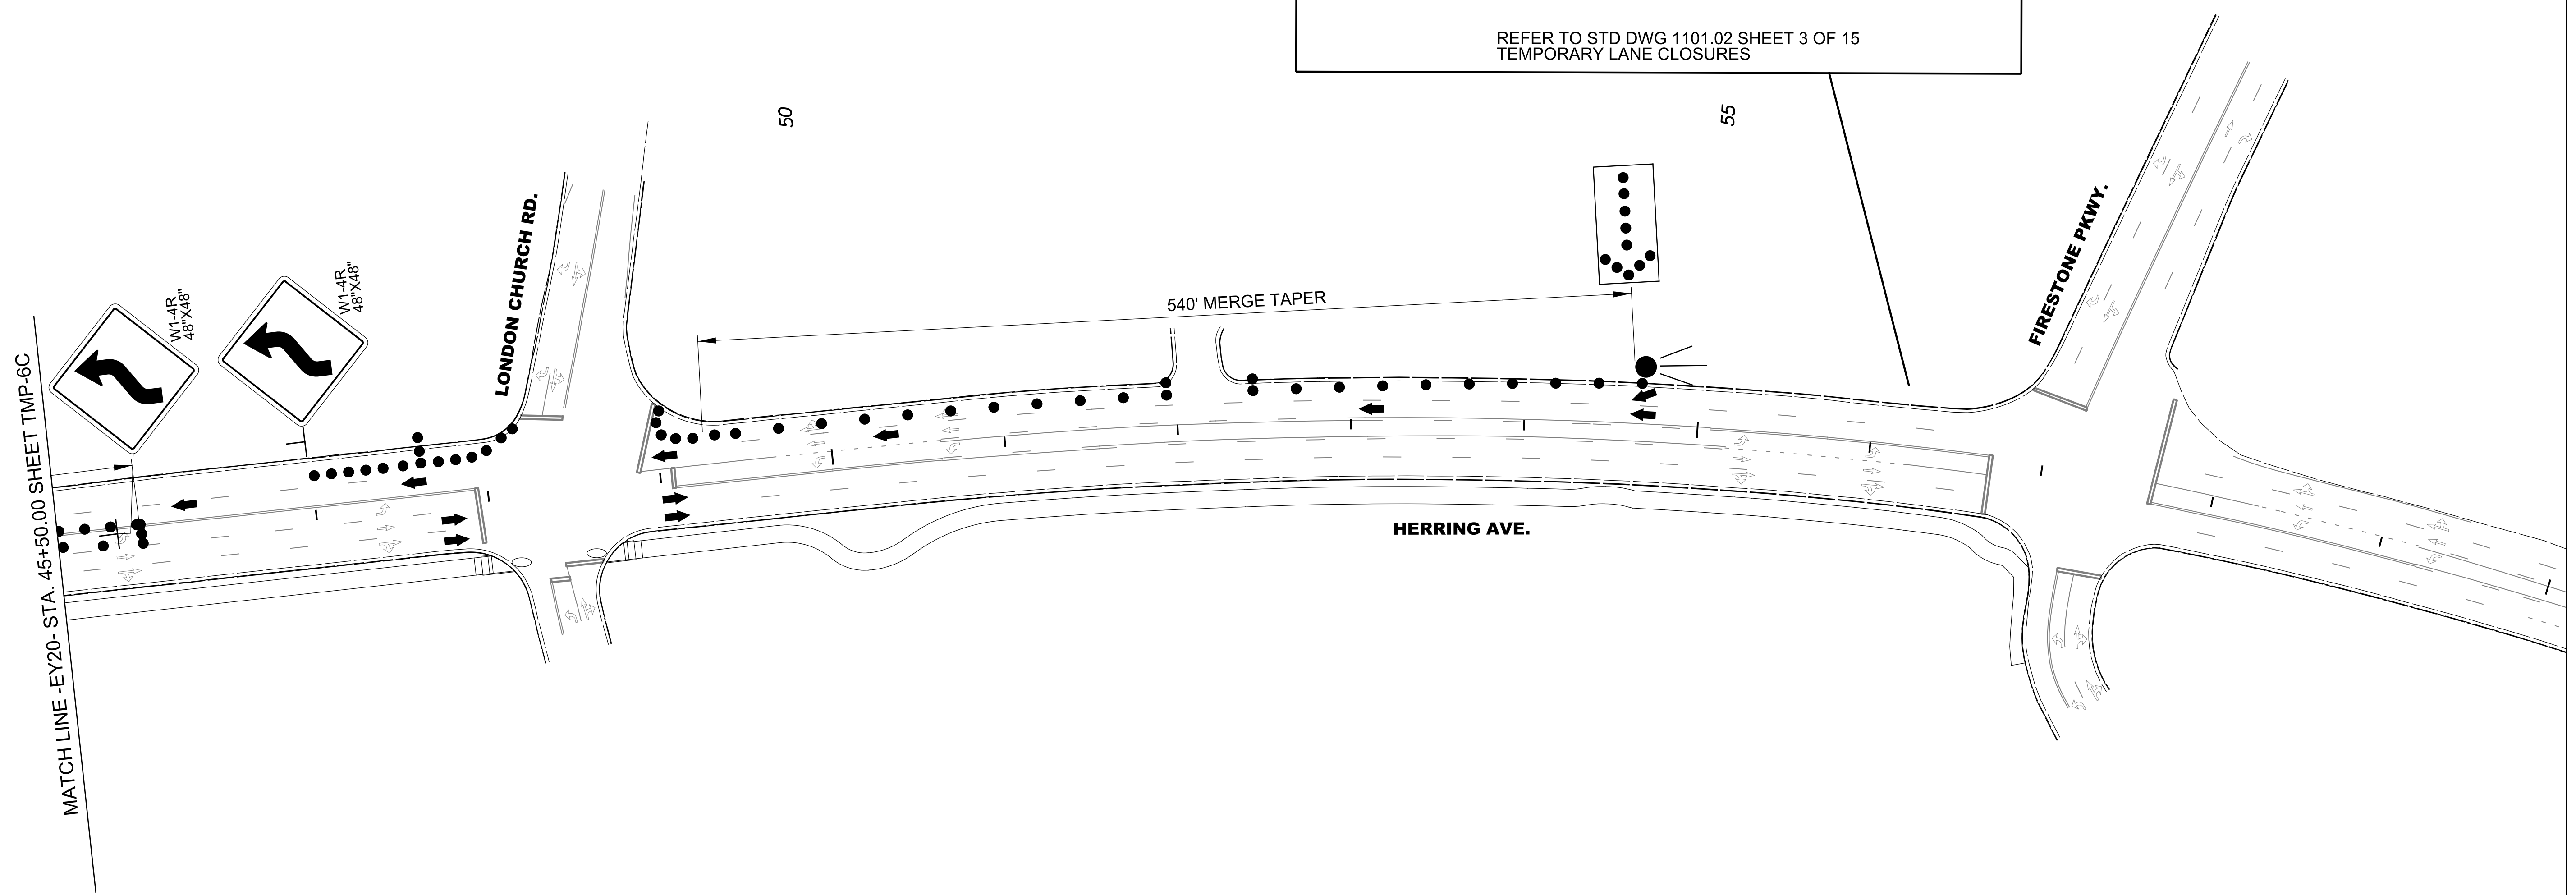 REFER TO STD DWG 1101.02 SHEET 3 OF 15
TEMPORARY LANE CLOSURES
50
55
LONDON CHURCH RD.
FIRESTONE PKWY.
W1-4R
48"X48"
W1-4R
48"X48"
540' MERGE TAPER
MATCH LINE -EY20- STA. 45+50.00 SHEET TMP-6C
HERRING AVE.